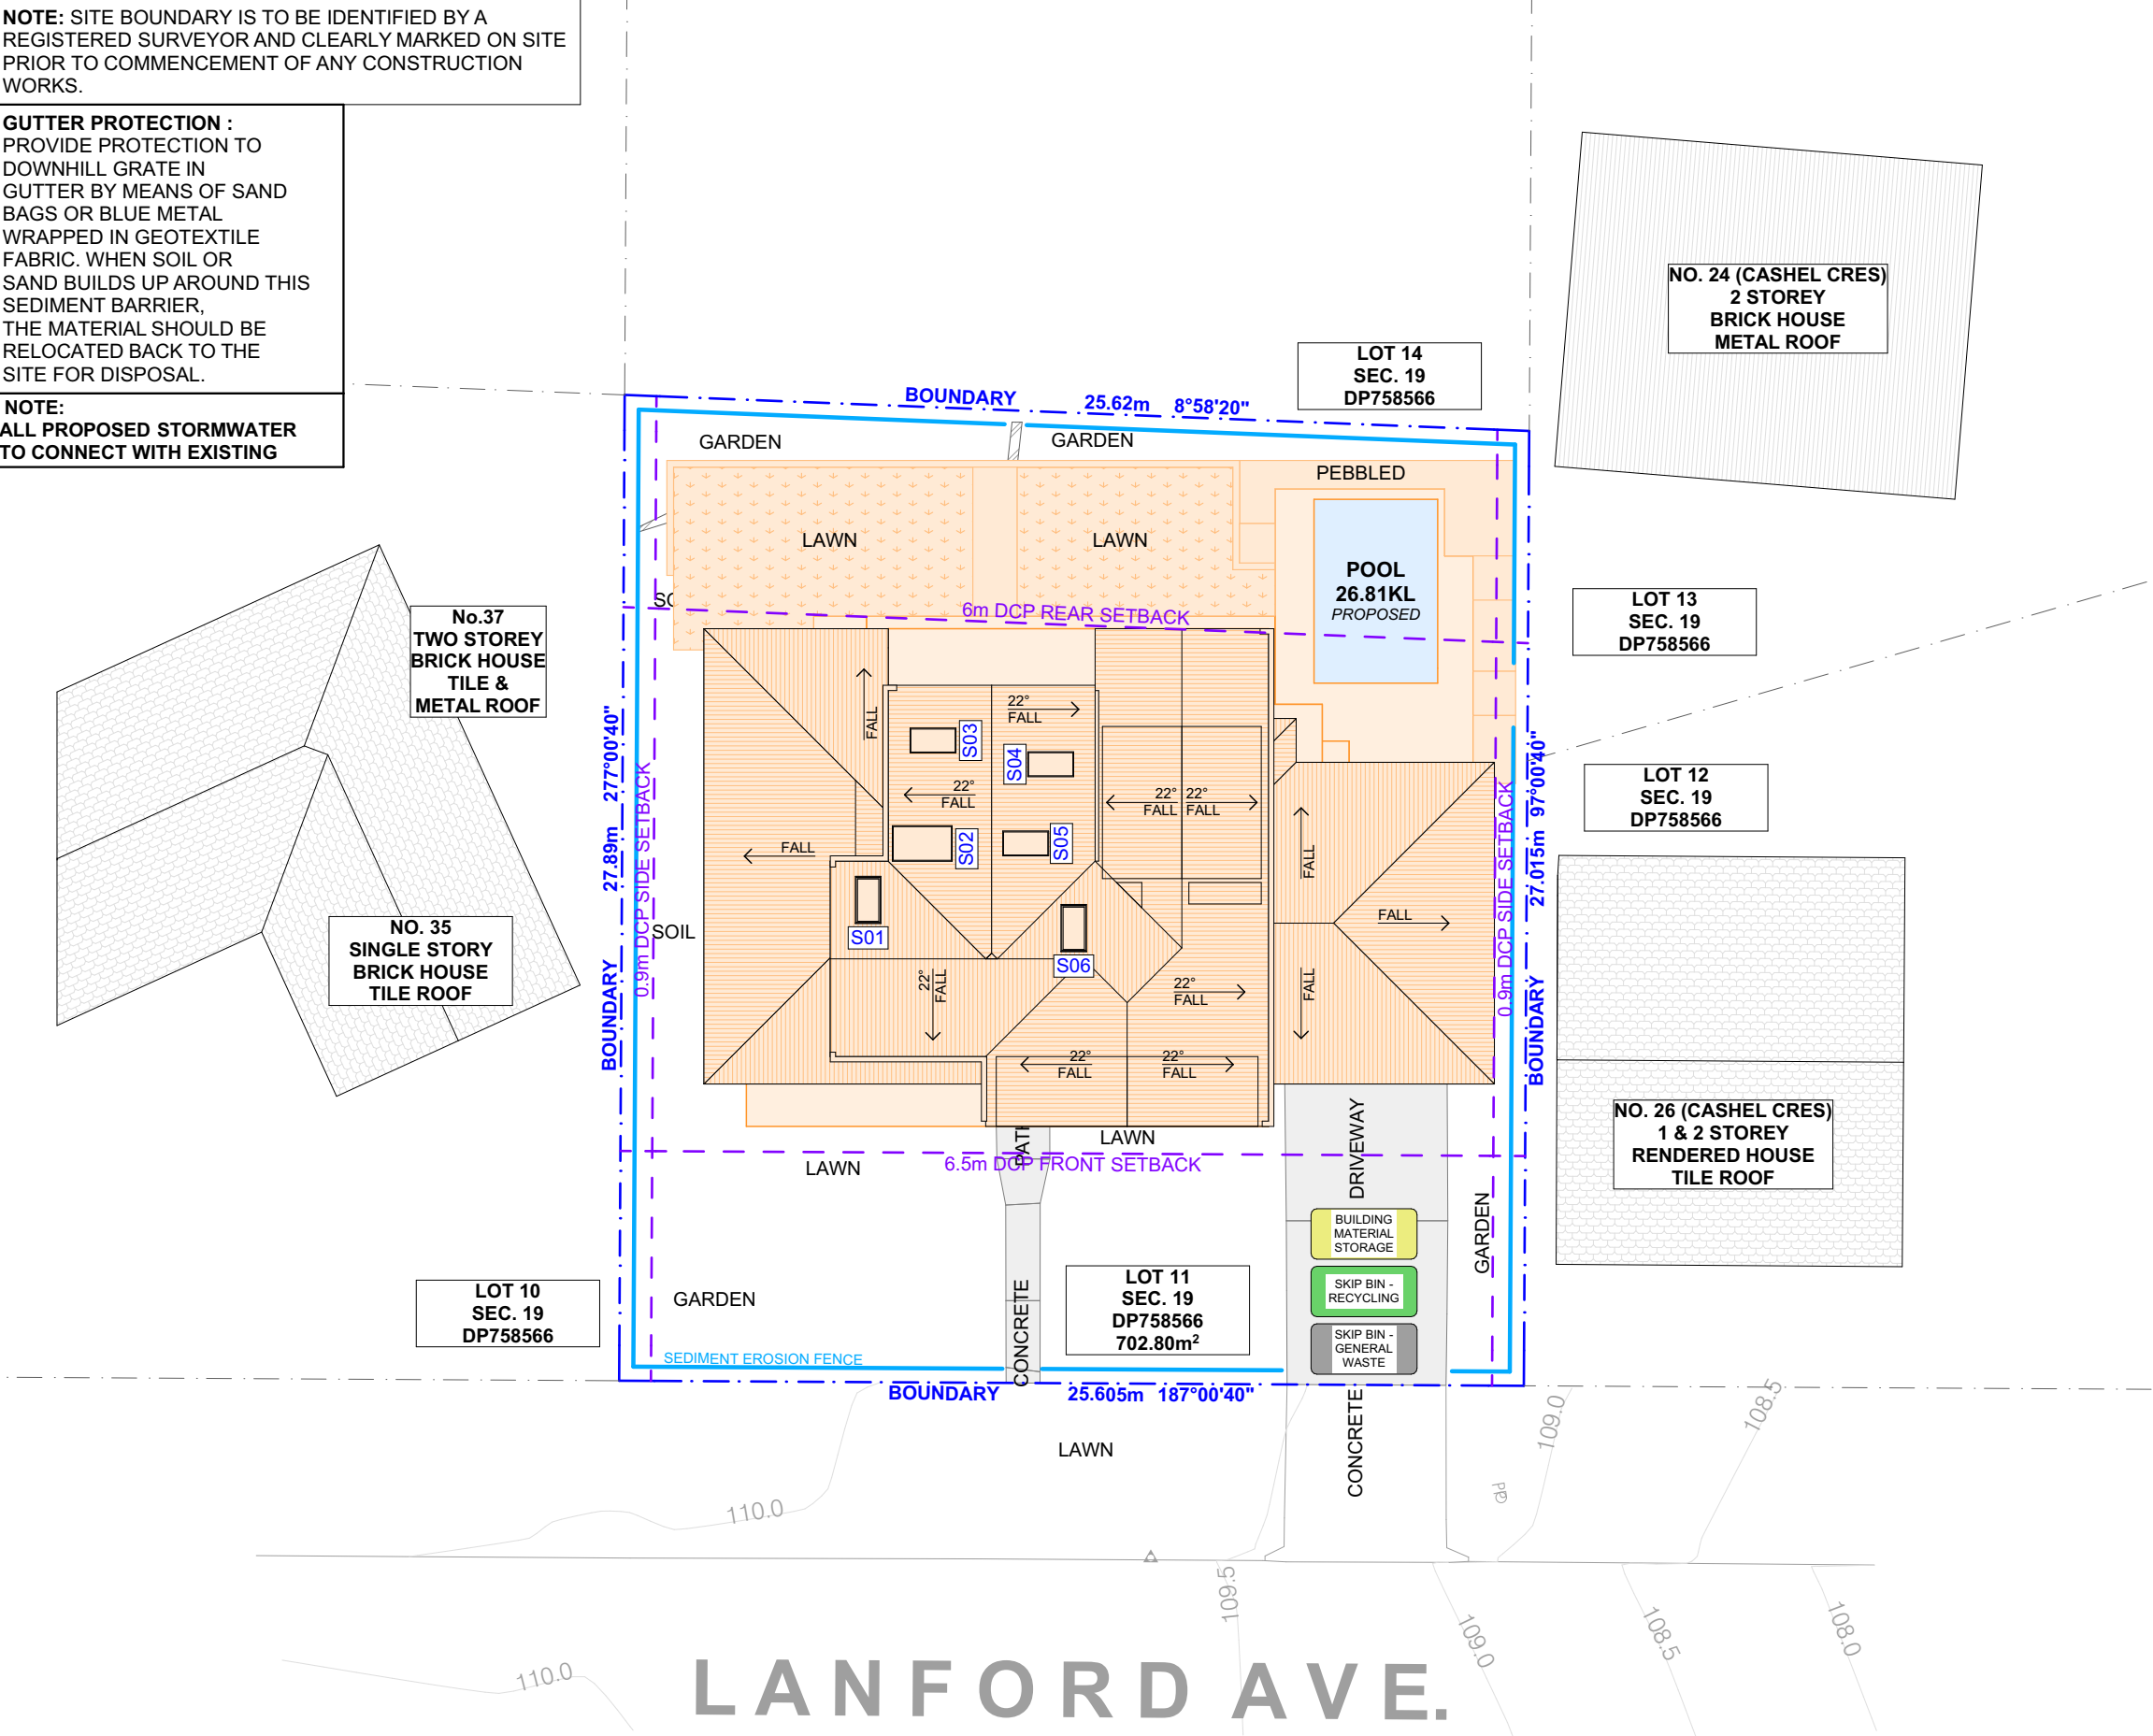 NOTE: SITE BOUNDARY IS TO BE IDENTIFIED BY A
REGISTERED SURVEYOR AND CLEARLY MARKED ON SITE
PRIOR TO COMMENCEMENT OF ANY CONSTRUCTION
WORKS.
GUTTER PROTECTION :
PROVIDE PROTECTION TO
DOWNHILL GRATE IN
GUTTER BY MEANS OF SAND
BAGS OR BLUE METAL
WRAPPED IN GEOTEXTILE
FABRIC. WHEN SOIL OR
SAND BUILDS UP AROUND THIS
SEDIMENT BARRIER,
THE MATERIAL SHOULD BE
RELOCATED BACK TO THE
SITE FOR DISPOSAL.
NOTE:
ALL PROPOSED STORMWATER
TO CONNECT WITH EXISTING
NO. 24 (CASHEL CRES)
2 STOREY
BRICK HOUSE
METAL ROOF
LOT 14
SEC. 19
DP758566
BOUNDARY 25.62m 8°58'20"
GARDEN
GARDEN
PEBBLED
LAWN
LAWN
POOL
26.81KL
PROPOSED
6m DCP REAR SETBACK
No.37
TWO STOREY
BRICK HOUSE
TILE &
METAL ROOF
LOT 13
SEC. 19
DP758566
LOT 12
SEC. 19
DP758566
NO. 35
SINGLE STORY
BRICK HOUSE
TILE ROOF
BOUNDARY 27.89m 277°00'40"
0.9m DCP SIDE SETBACK
SOIL
FALL
FALL
22°
FALL
22°
FALL
22°
FALL
22°
FALL
22°
FALL
22°
FALL
22°
FALL
22°
FALL
FALL
FALL
FALL
S03
S04
S02
S05
S01
S06
0.9m DCP SIDE SETBACK
BOUNDARY 27.015m 97°00'40"
NO. 26 (CASHEL CRES)
1 & 2 STOREY
RENDERED HOUSE
TILE ROOF
PATH
LAWN
LAWN
6.5m DCP FRONT SETBACK
DRIVEWAY
BUILDING
MATERIAL
STORAGE
SKIP BIN -
RECYCLING
SKIP BIN -
GENERAL
WASTE
GARDEN
LOT 10
SEC. 19
DP758566
GARDEN
CONCRETE
LOT 11
SEC. 19
DP758566
702.80m²
SEDIMENT EROSION FENCE
BOUNDARY 25.605m 187°00'40"
LAWN
CONCRETE
PP
109.0
108.5
110.0
109.5
109.0
108.5
108.0
110.0
LANFORD AVE.